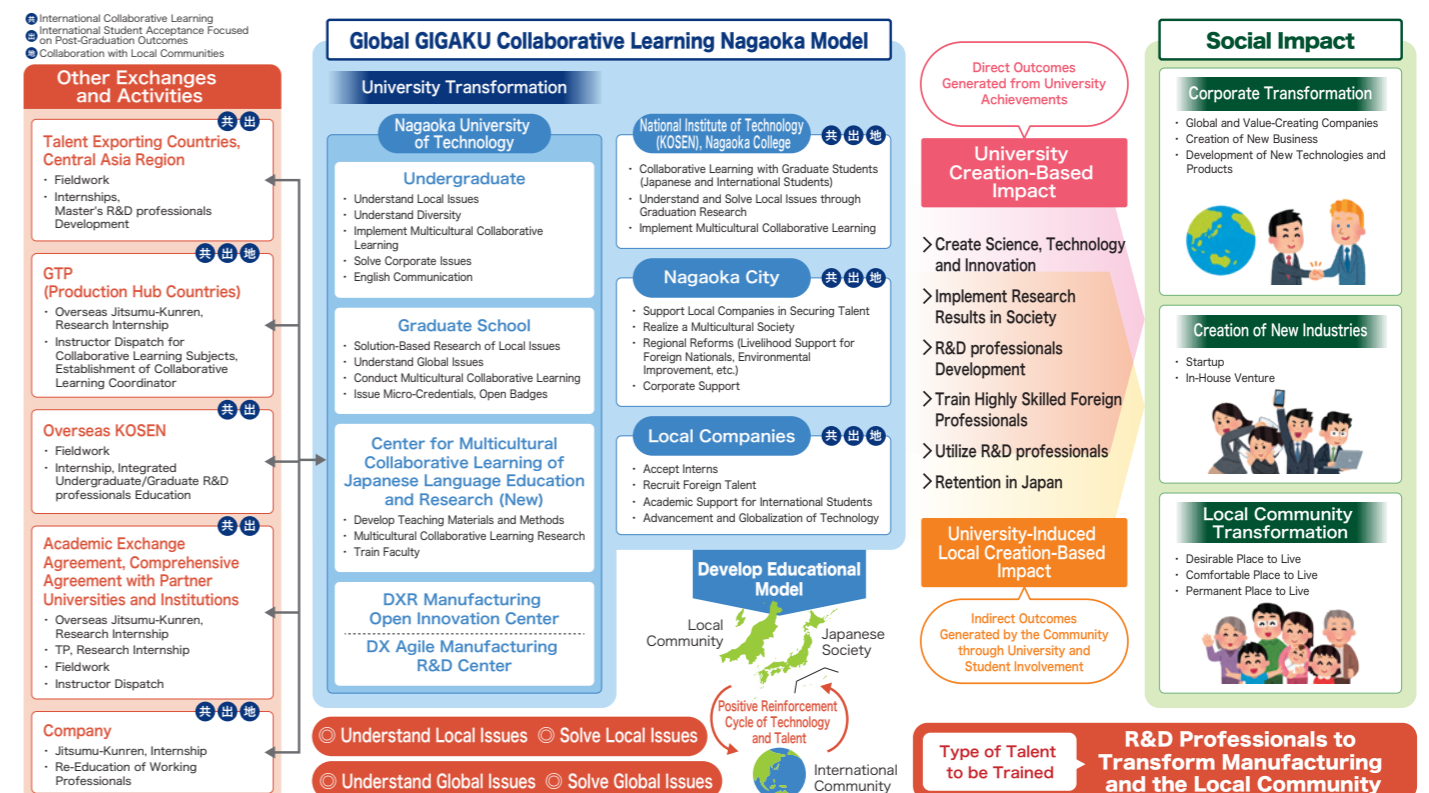 共 International Collaborative Learning
出 International Student Acceptance Focused
on Post-Graduation Outcomes
地 Collaboration with Local Communities
Other Exchanges
and Activities
共 出
Talent Exporting Countries,
Central Asia Region
・ Fieldwork
・ Internships,
Master's R&D professionals
Development
共 出 地
GTP
(Production Hub Countries)
・ Overseas Jitsumu-Kunren,
Research Internship
・ Instructor Dispatch for
Collaborative Learning Subjects,
Establishment of Collaborative
Learning Coordinator
共 出
Overseas KOSEN
・ Fieldwork
・ Internship, Integrated
Undergraduate/Graduate R&D
professionals Education
共 出
Academic Exchange
Agreement, Comprehensive
Agreement with Partner
Universities and Institutions
・ Overseas Jitsumu-Kunren,
Research Internship
・ TP, Research Internship
・ Fieldwork
・ Instructor Dispatch
共 出 地
Company
・ Jitsumu-Kunren, Internship
・ Re-Education of Working
Professionals
Global GIGAKU Collaborative Learning Nagaoka Model
University Transformation
Nagaoka University
of Technology
Undergraduate
・ Understand Local Issues
・ Understand Diversity
・ Implement Multicultural Collaborative
Learning
・ Solve Corporate Issues
・ English Communication
Graduate School
・ Solution-Based Research of Local Issues
・ Understand Global Issues
・ Conduct Multicultural Collaborative Learning
・ Issue Micro-Credentials, Open Badges
Center for Multicultural
Collaborative Learning of
Japanese Language Education
and Research (New)
・ Develop Teaching Materials and Methods
・ Multicultural Collaborative Learning Research
・ Train Faculty
DXR Manufacturing
Open Innovation Center
DX Agile Manufacturing
R&D Center
National Institute of Technology
(KOSEN), Nagaoka College
共 出 地
・ Collaborative Learning with Graduate Students
(Japanese and International Students)
・ Understand and Solve Local Issues through
Graduation Research
・ Implement Multicultural Collaborative Learning
Nagaoka City
共 出 地
・ Support Local Companies in Securing Talent
・ Realize a Multicultural Society
・ Regional Reforms (Livelihood Support for
Foreign Nationals, Environmental
Improvement, etc.)
・ Corporate Support
Local Companies
共 出 地
・ Accept Interns
・ Recruit Foreign Talent
・ Academic Support for International Students
・ Advancement and Globalization of Technology
Develop Educational
Model
Local
Community
Japanese
Society
Positive Reinforcement
Cycle of Technology
and Talent
International
Community
◎ Understand Local Issues ◎ Solve Local Issues
◎ Understand Global Issues ◎ Solve Global Issues
Direct Outcomes
Generated from University
Achievements
University
Creation-Based
Impact
Create Science, Technology
and Innovation
Implement Research
Results in Society
R&D professionals
Development
Train Highly Skilled Foreign
Professionals
Utilize R&D professionals
Retention in Japan
University-Induced
Local Creation-Based
Impact
Indirect Outcomes
Generated by the Community
through University and
Student Involvement
Social Impact
Corporate Transformation
・ Global and Value-Creating Companies
・ Creation of New Business
・ Development of New Technologies and
Products
Creation of New Industries
・ Startup
・ In-House Venture
Local Community
Transformation
・ Desirable Place to Live
・ Comfortable Place to Live
・ Permanent Place to Live
Type of Talent
to be Trained
R&D Professionals to
Transform Manufacturing
and the Local Community